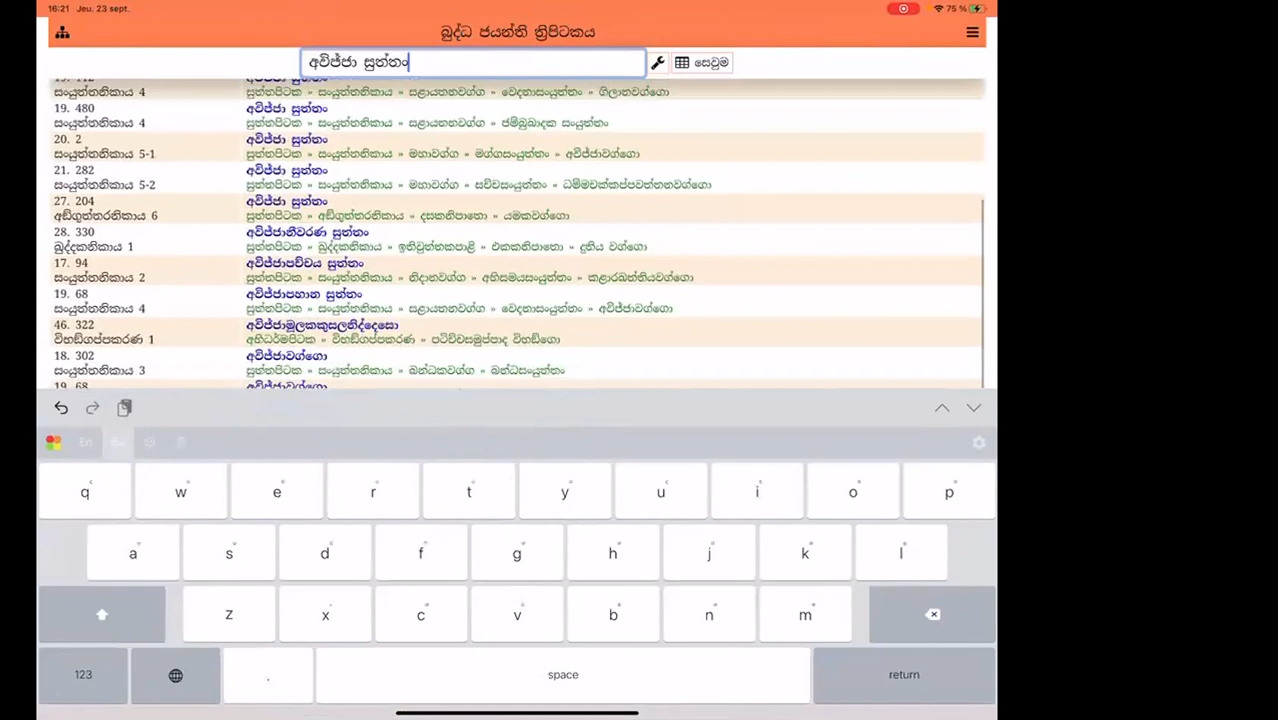 16:21 Jeu. 23 sept. 75 %
බුද්ධ ජයන්ති ත්‍රිපිටකය
අවිජ්ජා සුත්තං
සෙවුම
සංයුත්තනිකාය 4 සුත්තපිටක » සංයුත්තනිකාය » සළායතනවග්ග » වෙදනාසංයුත්තං » ගිලානවග්ගො
19. 480 අවිජ්ජා සුත්තං
සංයුත්තනිකාය 4 සුත්තපිටක » සංයුත්තනිකාය » සළායතනවග්ග » ජම්බුඛාදක සංයුත්තං
20. 2 අවිජ්ජා සුත්තං
සංයුත්තනිකාය 5-1 සුත්තපිටක » සංයුත්තනිකාය » මහාවග්ග » මග්ගසංයුත්තං » අවිජ්ජාවග්ගො
21. 282 අවිජ්ජා සුත්තං
සංයුත්තනිකාය 5-2 සුත්තපිටක » සංයුත්තනිකාය » මහාවග්ග » සච්චසංයුත්තං » ධම්මචක්කප්පවත්තනවග්ගො
27. 204 අවිජ්ජා සුත්තං
අඞ්ගුත්තරනිකාය 6 සුත්තපිටක » අඞ්ගුත්තරනිකාය » දසකනිපාතො » යමකවග්ගො
28. 330 අවිජ්ජානීවරණ සුත්තං
ඛුද්දකනිකාය 1 සුත්තපිටක » ඛුද්දකනිකාය » ඉතිවුත්තකපාළි » එකකනිපාතො » දුතිය වග්ගො
17. 94 අවිජ්ජාපච්චය සුත්තං
සංයුත්තනිකාය 2 සුත්තපිටක » සංයුත්තනිකාය » නිදානවග්ග » අභිසමයසංයුත්තං » කළාරඛත්තියවග්ගො
19. 68 අවිජ්ජාපහාන සුත්තං
සංයුත්තනිකාය 4 සුත්තපිටක » සංයුත්තනිකාය » සළායතනවග්ග » වෙදනාසංයුත්තං » අවිජ්ජාවග්ගො
46. 322 අවිජ්ජාමූලකකුසලනිද්දෙසො
විභඞ්ගප්පකරණ 1 අභිධර්මපිටක » විභඞ්ගප්පකරණ » පටිච්චසමුප්පාද විභඞ්ගො
18. 302 අවිජ්ජාවග්ගො
සංයුත්තනිකාය 3 සුත්තපිටක » සංයුත්තනිකාය » ඛන්ධකවග්ග » ඛන්ධසංයුත්තං
19. 68 අවිජ්ජාවග්ගො
En
q w e r t y u i o p
a s d f g h j k l
z x c v b n m
123 . space return